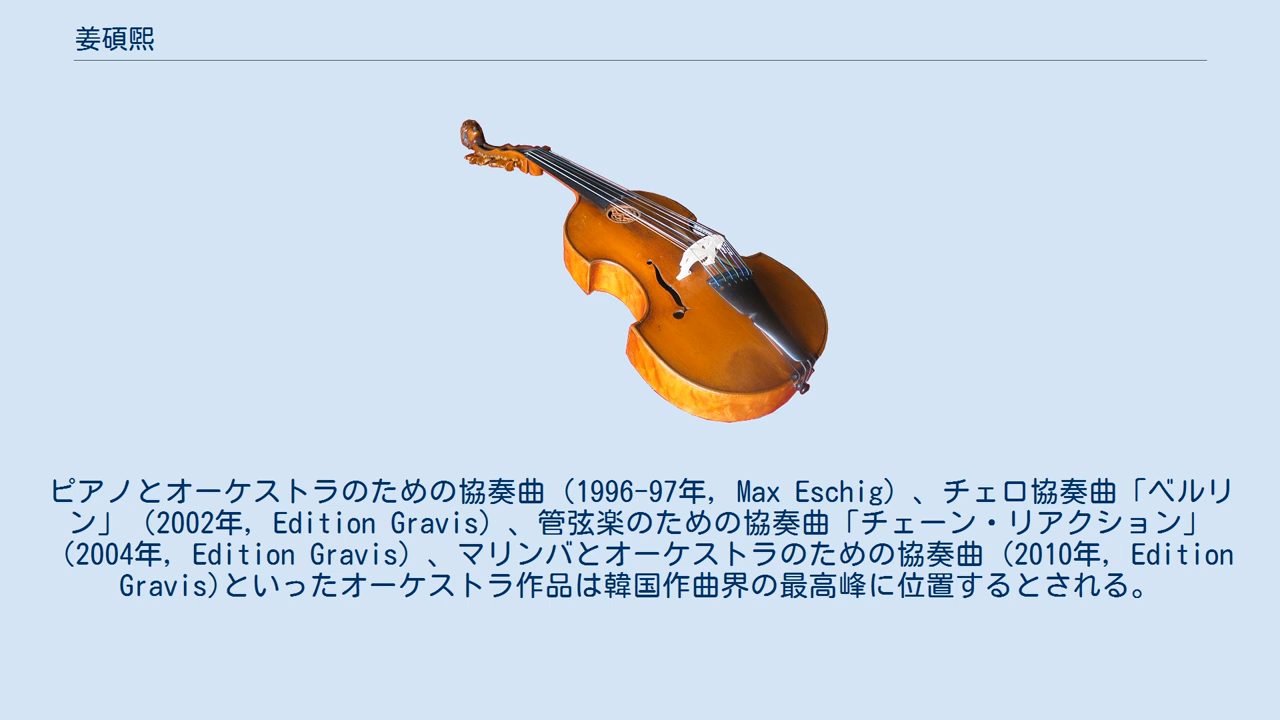 姜碩熙
ピアノとオーケストラのための協奏曲（1996-97年, Max Eschig）、チェロ協奏曲「ベルリ
ン」（2002年, Edition Gravis）、管弦楽のための協奏曲「チェーン・リアクション」
（2004年, Edition Gravis）、マリンバとオーケストラのための協奏曲（2010年, Edition
Gravis)といったオーケストラ作品は韓国作曲界の最高峰に位置するとされる。